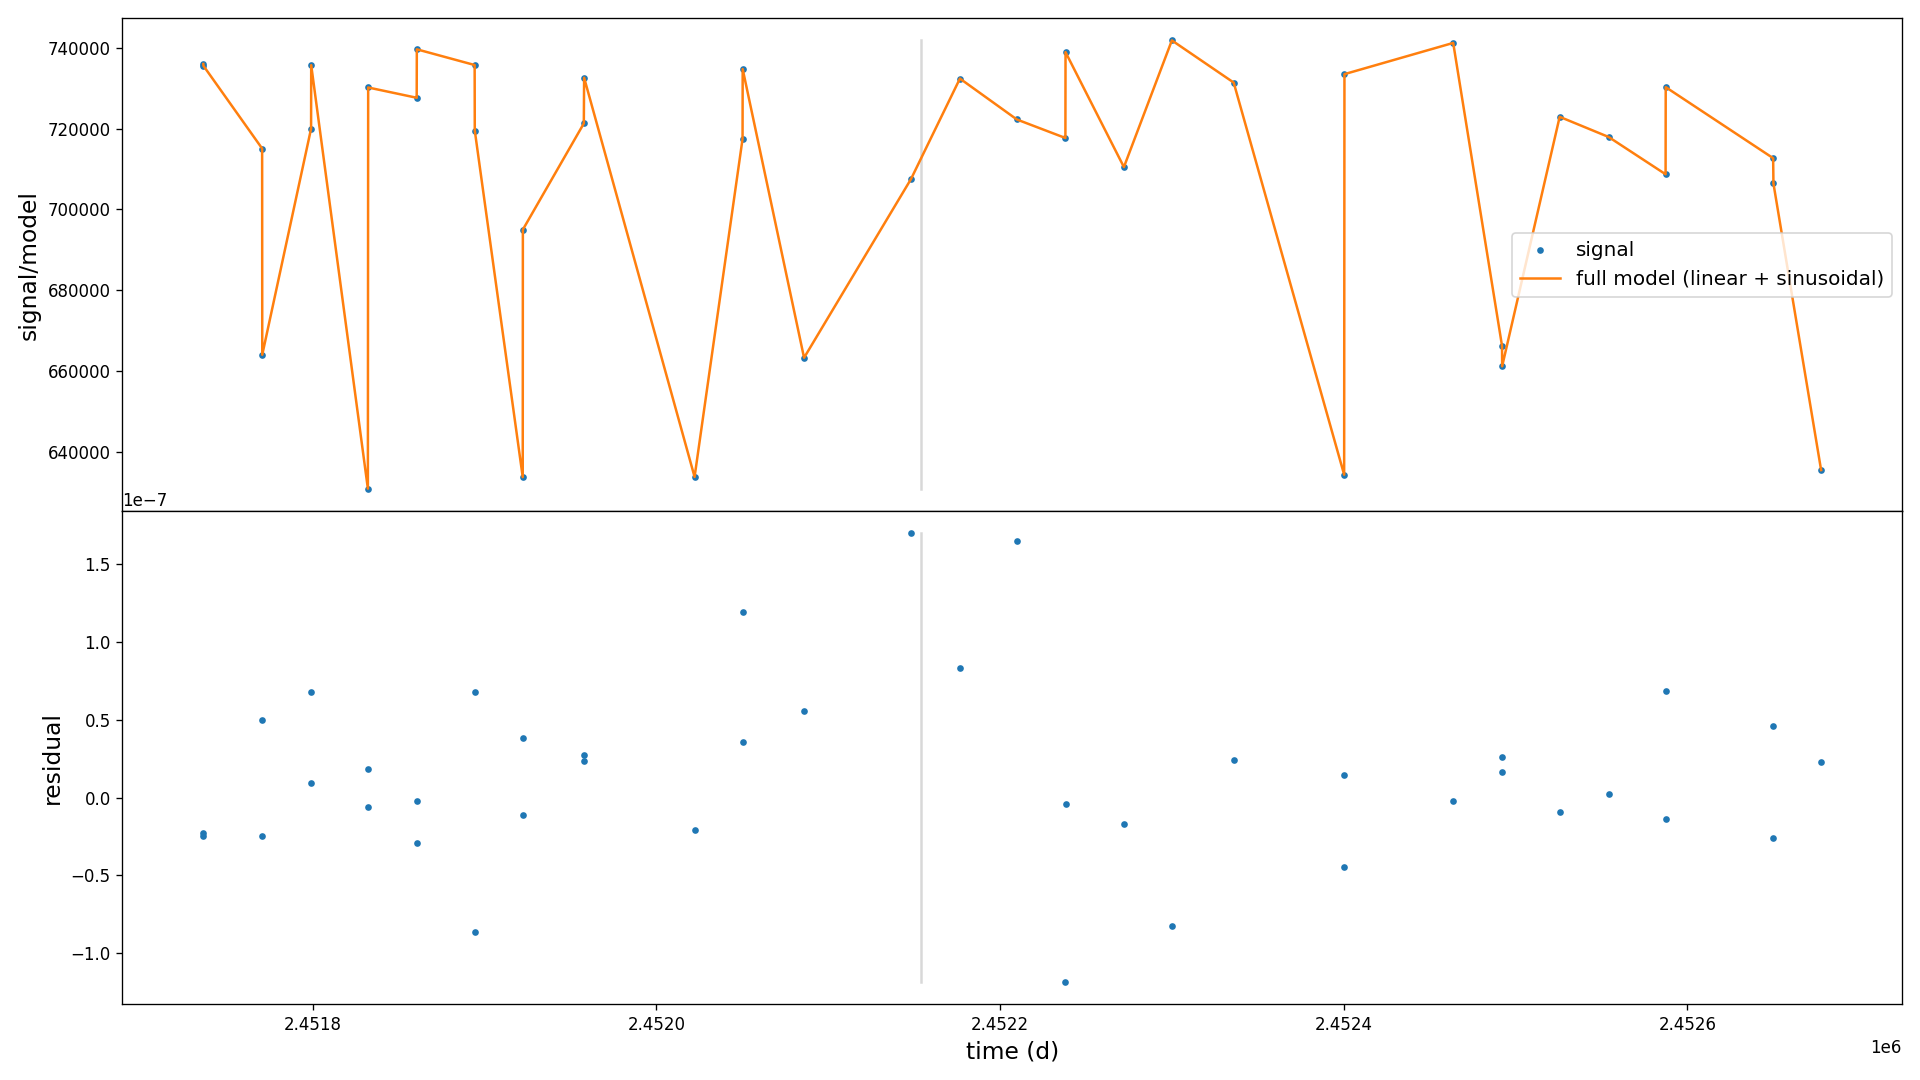 740000
720000
700000
680000
660000
640000
signal/model
signal
full model (linear + sinusoidal)
1e−7
1.5
1.0
0.5
0.0
−0.5
−1.0
residual
2.4518
2.4520
2.4522
2.4524
2.4526
1e6
time (d)